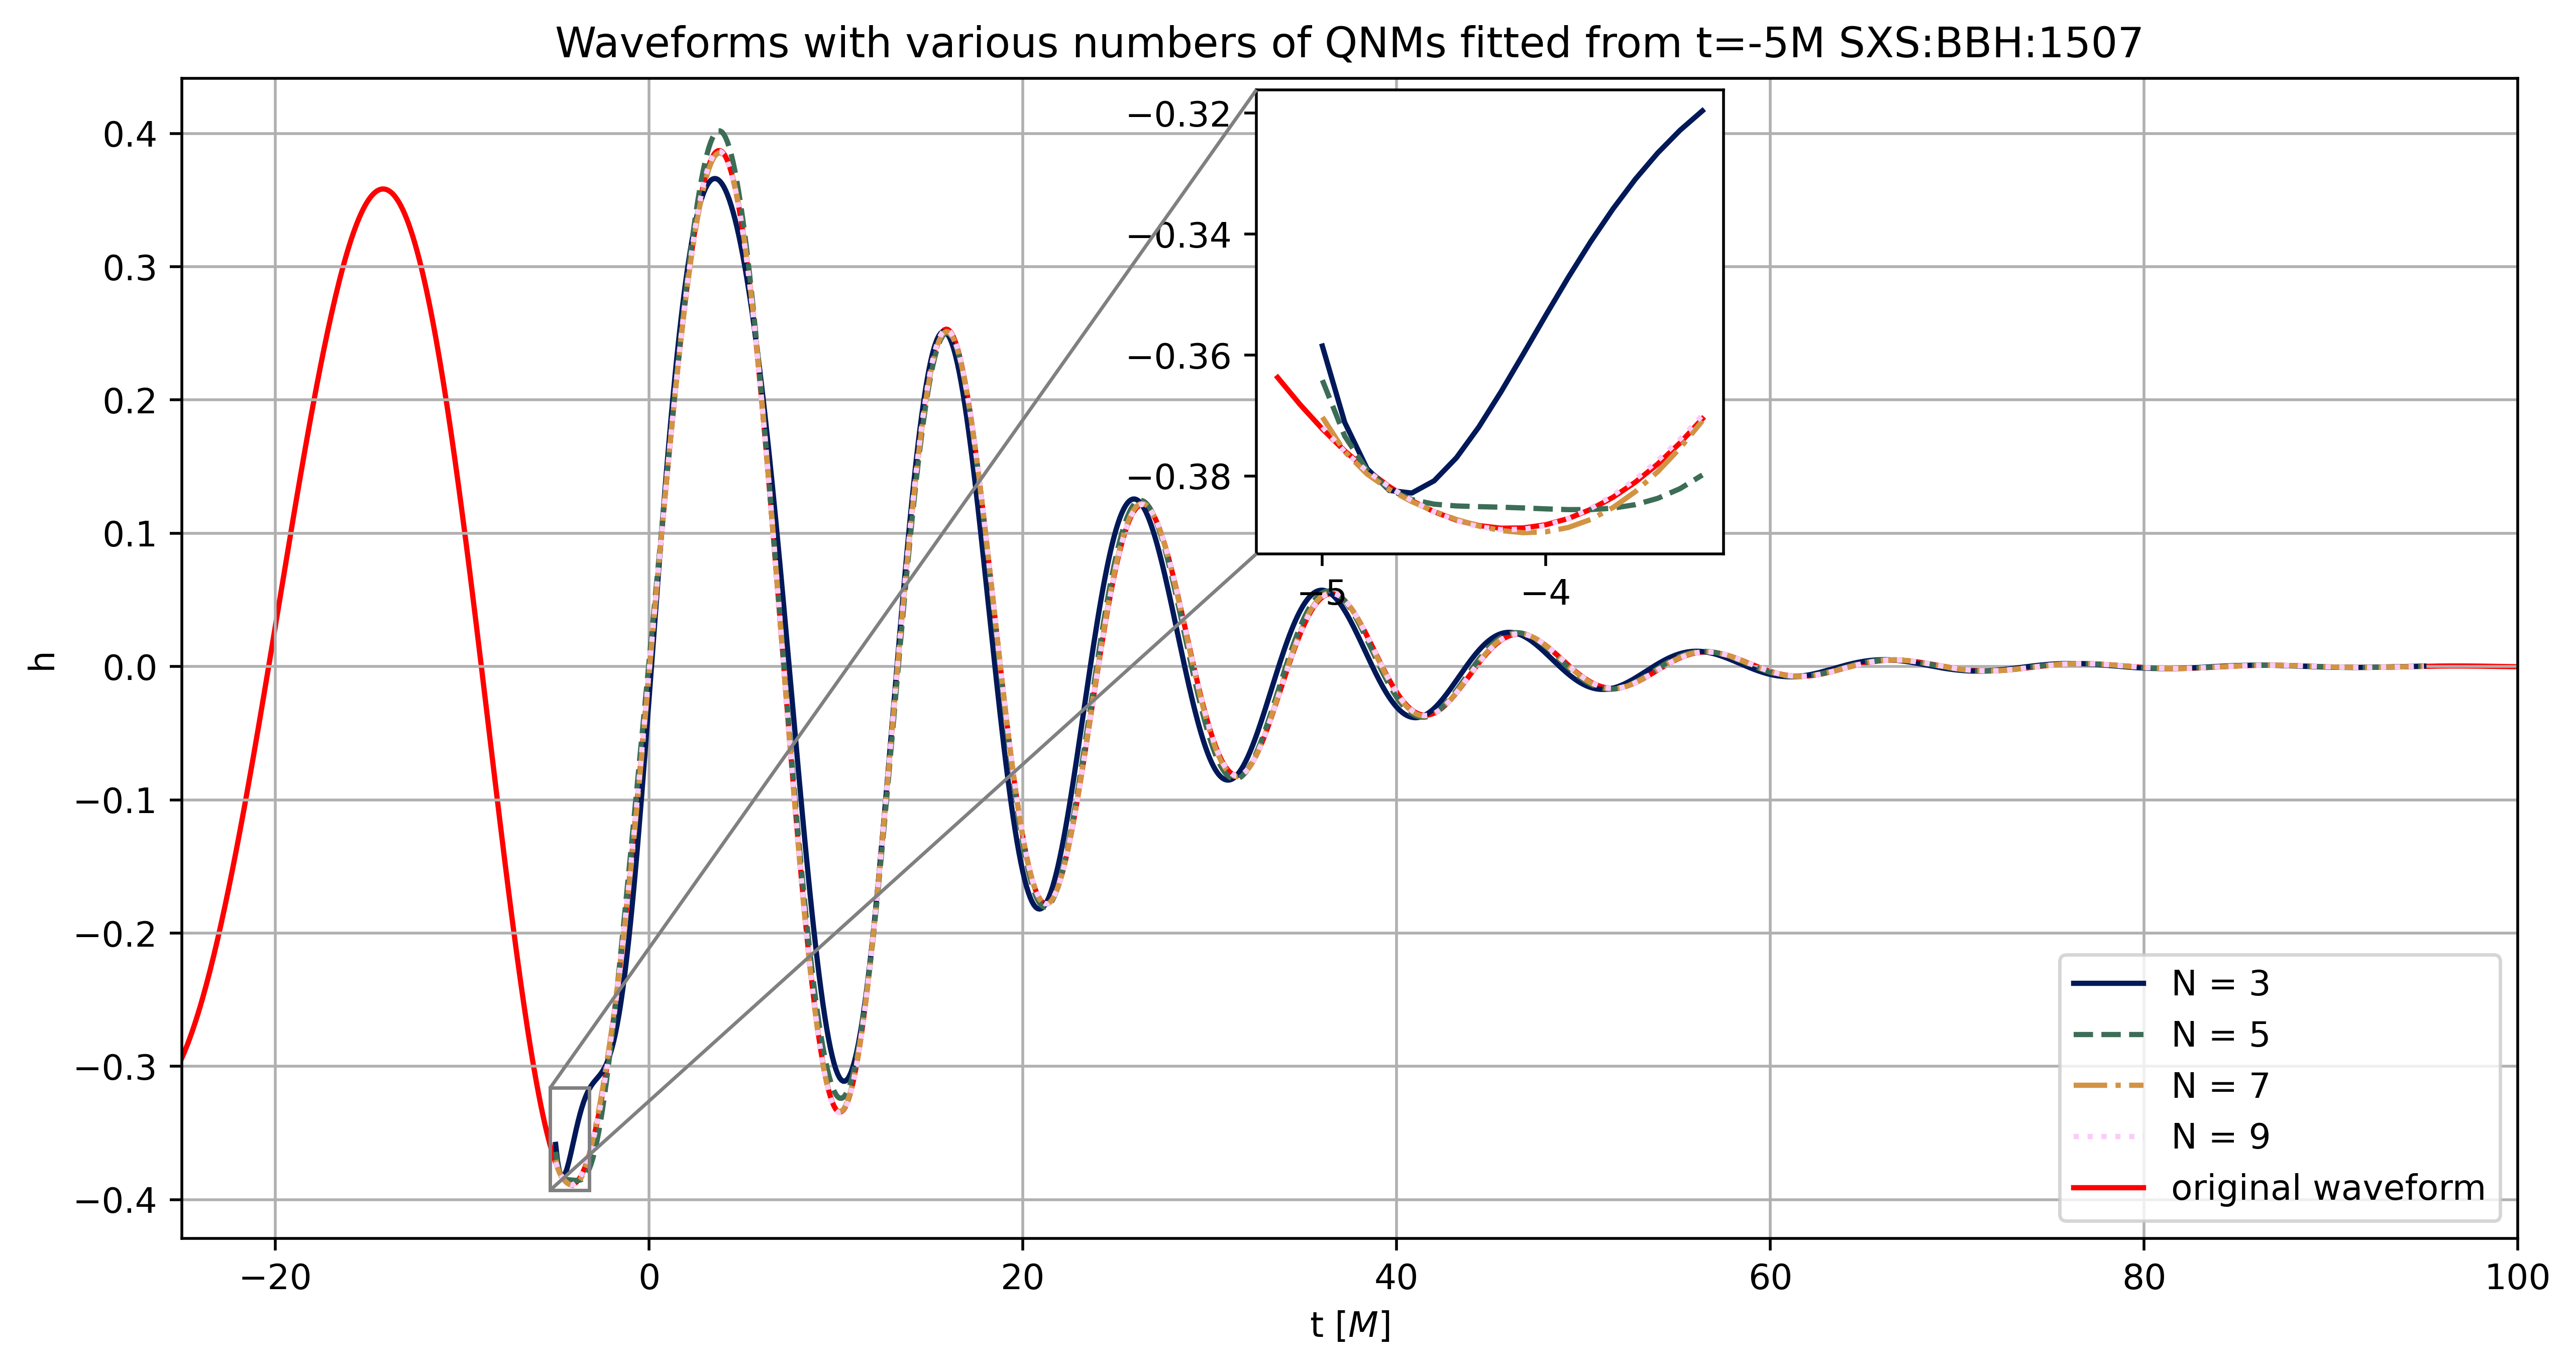 Waveforms with various numbers of QNMs fitted from t=-5M SXS:BBH:1507
h
0.4
0.3
0.2
0.1
0.0
−0.1
−0.2
−0.3
−0.4
−0.32
−0.34
−0.36
−0.38
−5
−4
N = 3
N = 5
N = 7
N = 9
original waveform
−20
0
20
40
60
80
100
t [M]